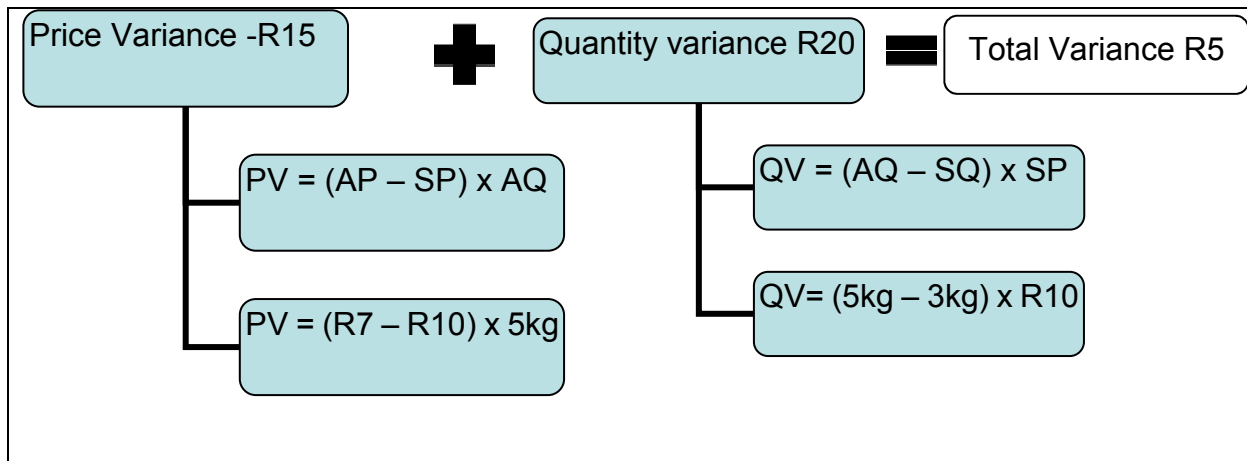 Price Variance -R15
Quantity variance R20
Total Variance R5
PV = (AP – SP) x AQ
QV = (AQ – SQ) x SP
PV = (R7 – R10) x 5kg
QV= (5kg – 3kg) x R10